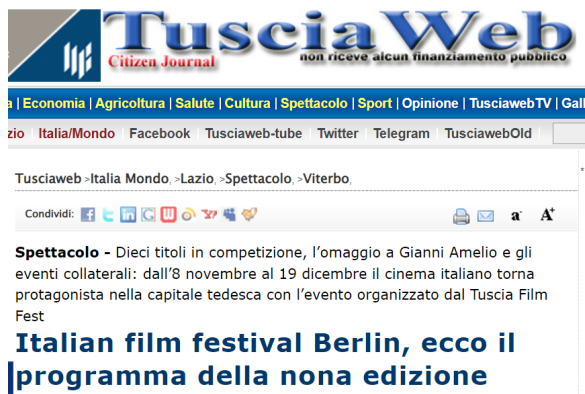 TusciaWeb
Citizen Journal
non riceve alcun finanziamento pubblico
| Economia | Agricoltura | Salute | Cultura | Spettacolo | Sport | Opinione | TusciawebTV |
Italia/Mondo Facebook Tusciaweb-tube Twitter Telegram TusciawebOld
Tusciaweb >Italia Mondo, >Lazio, >Spettacolo, >Viterbo,
Condividi:
a- A+
Spettacolo - Dieci titoli in competizione, l’omaggio a Gianni Amelio e gli
eventi collaterali: dall’8 novembre al 19 dicembre il cinema italiano torna
protagonista nella capitale tedesca con l’evento organizzato dal Tuscia Film
Fest
Italian film festival Berlin, ecco il
programma della nona edizione